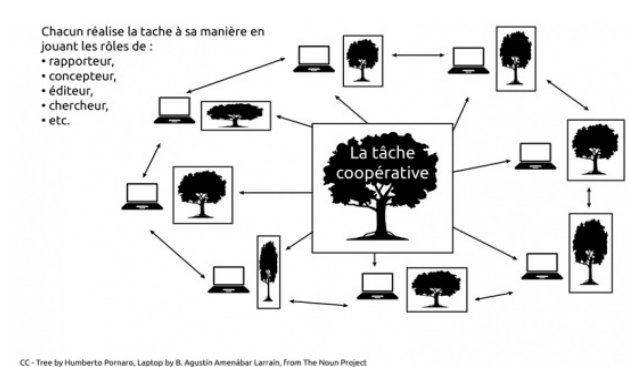 Chacun réalise la tache à sa manière en
jouant les rôles de :
• rapporteur,
• concepteur,
• éditeur,
• chercheur,
• etc.
La tâche
coopérative
CC - Tree by Humberto Pornaro, Laptop by B. Agustín Amenábar Larraín, from The Noun Project